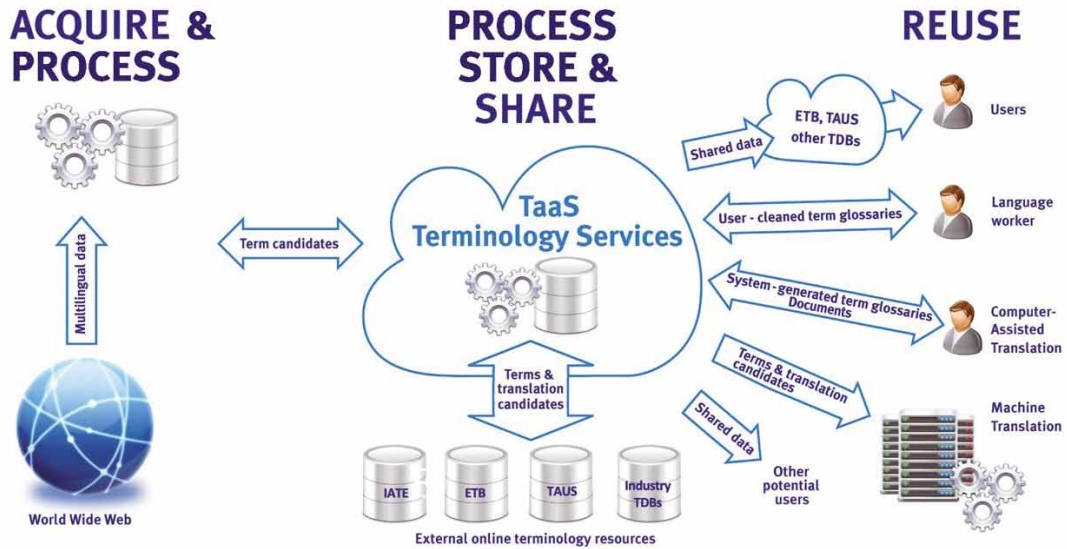 ACQUIRE &
PROCESS
Multilingual data
World Wide Web
Term candidates
PROCESS
STORE &
SHARE
TaaS
Terminology Services
Terms &
translation
candidates
IATE
ETB
TAUS
Industry
TDBs
External online terminology resources
REUSE
Shared data
ETB, TAUS
other TDBs
Users
User - cleaned term glossaries
Language
worker
System - generated term glossaries
Documents
Computer-
Assisted
Translation
Terms & translation
candidates
Machine
Translation
Shared data
Other
potential
users